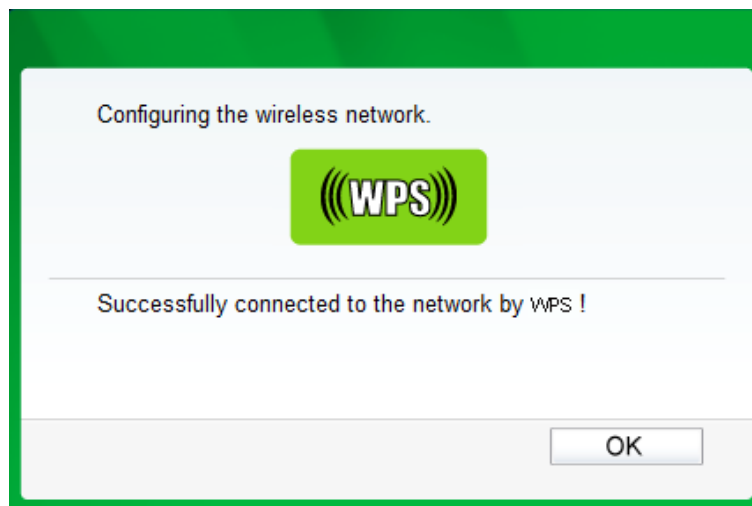 Configuring the wireless network.
(((WPS)))
Successfully connected to the network by WPS !
OK